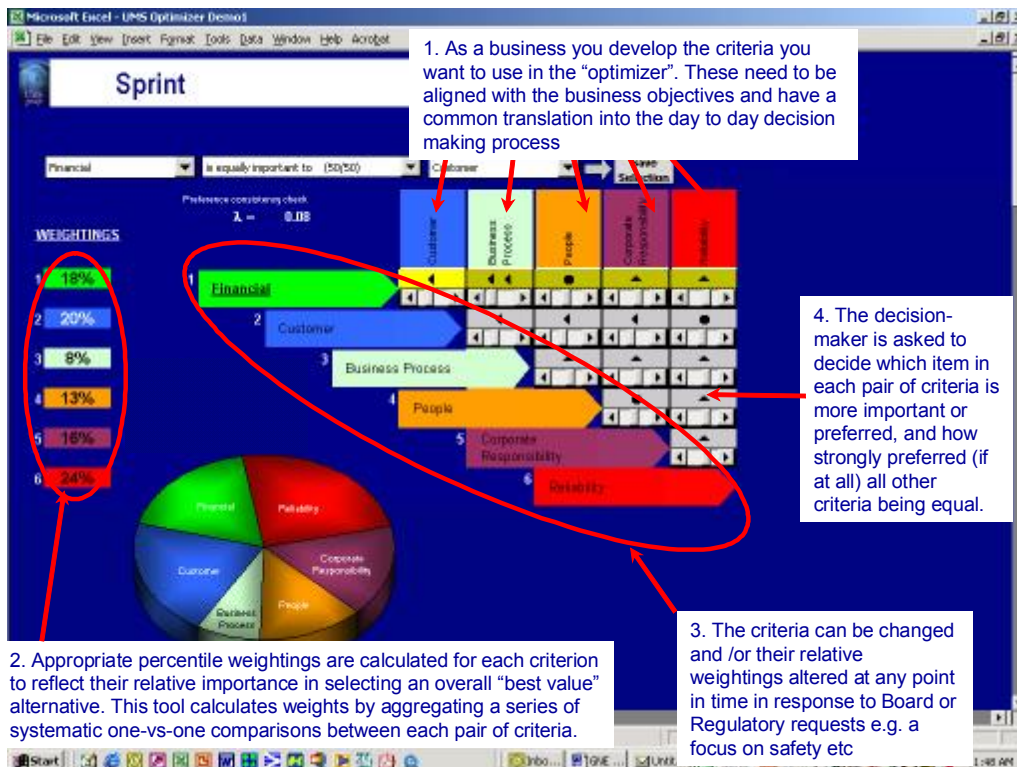 Microsoft Excel - UMS Optimizer Demo1
File Edit View Insert Format Tools Data Window Help Acrobat
Sprint
1. As a business you develop the criteria you
want to use in the “optimizer”. These need to be
aligned with the business objectives and have a
common translation into the day to day decision
making process
Financial
is equally important to (50/50)
Customer
Save
Selection
Preference consistency check
λ = 0.08
WEIGHTINGS
Customer
Business
Process
People
Corporate
Responsibility
Reliability
1 18%
1 Financial
2 20%
2 Customer
3 8%
3 Business Process
4 13%
4 People
5 16%
5 Corporate
Responsibility
6 24%
6 Reliability
4. The decision-
maker is asked to
decide which item in
each pair of criteria is
more important or
preferred, and how
strongly preferred (if
at all) all other
criteria being equal.
Financial
Reliability
Customer
Corporate
Responsibility
Business
Process
People
2. Appropriate percentile weightings are calculated for each criterion
to reflect their relative importance in selecting an overall “best value”
alternative. This tool calculates weights by aggregating a series of
systematic one-vs-one comparisons between each pair of criteria.
3. The criteria can be changed
and /or their relative
weightings altered at any point
in time in response to Board or
Regulatory requests e.g. a
focus on safety etc
Start
Inbo...
Untit
1:48 AM